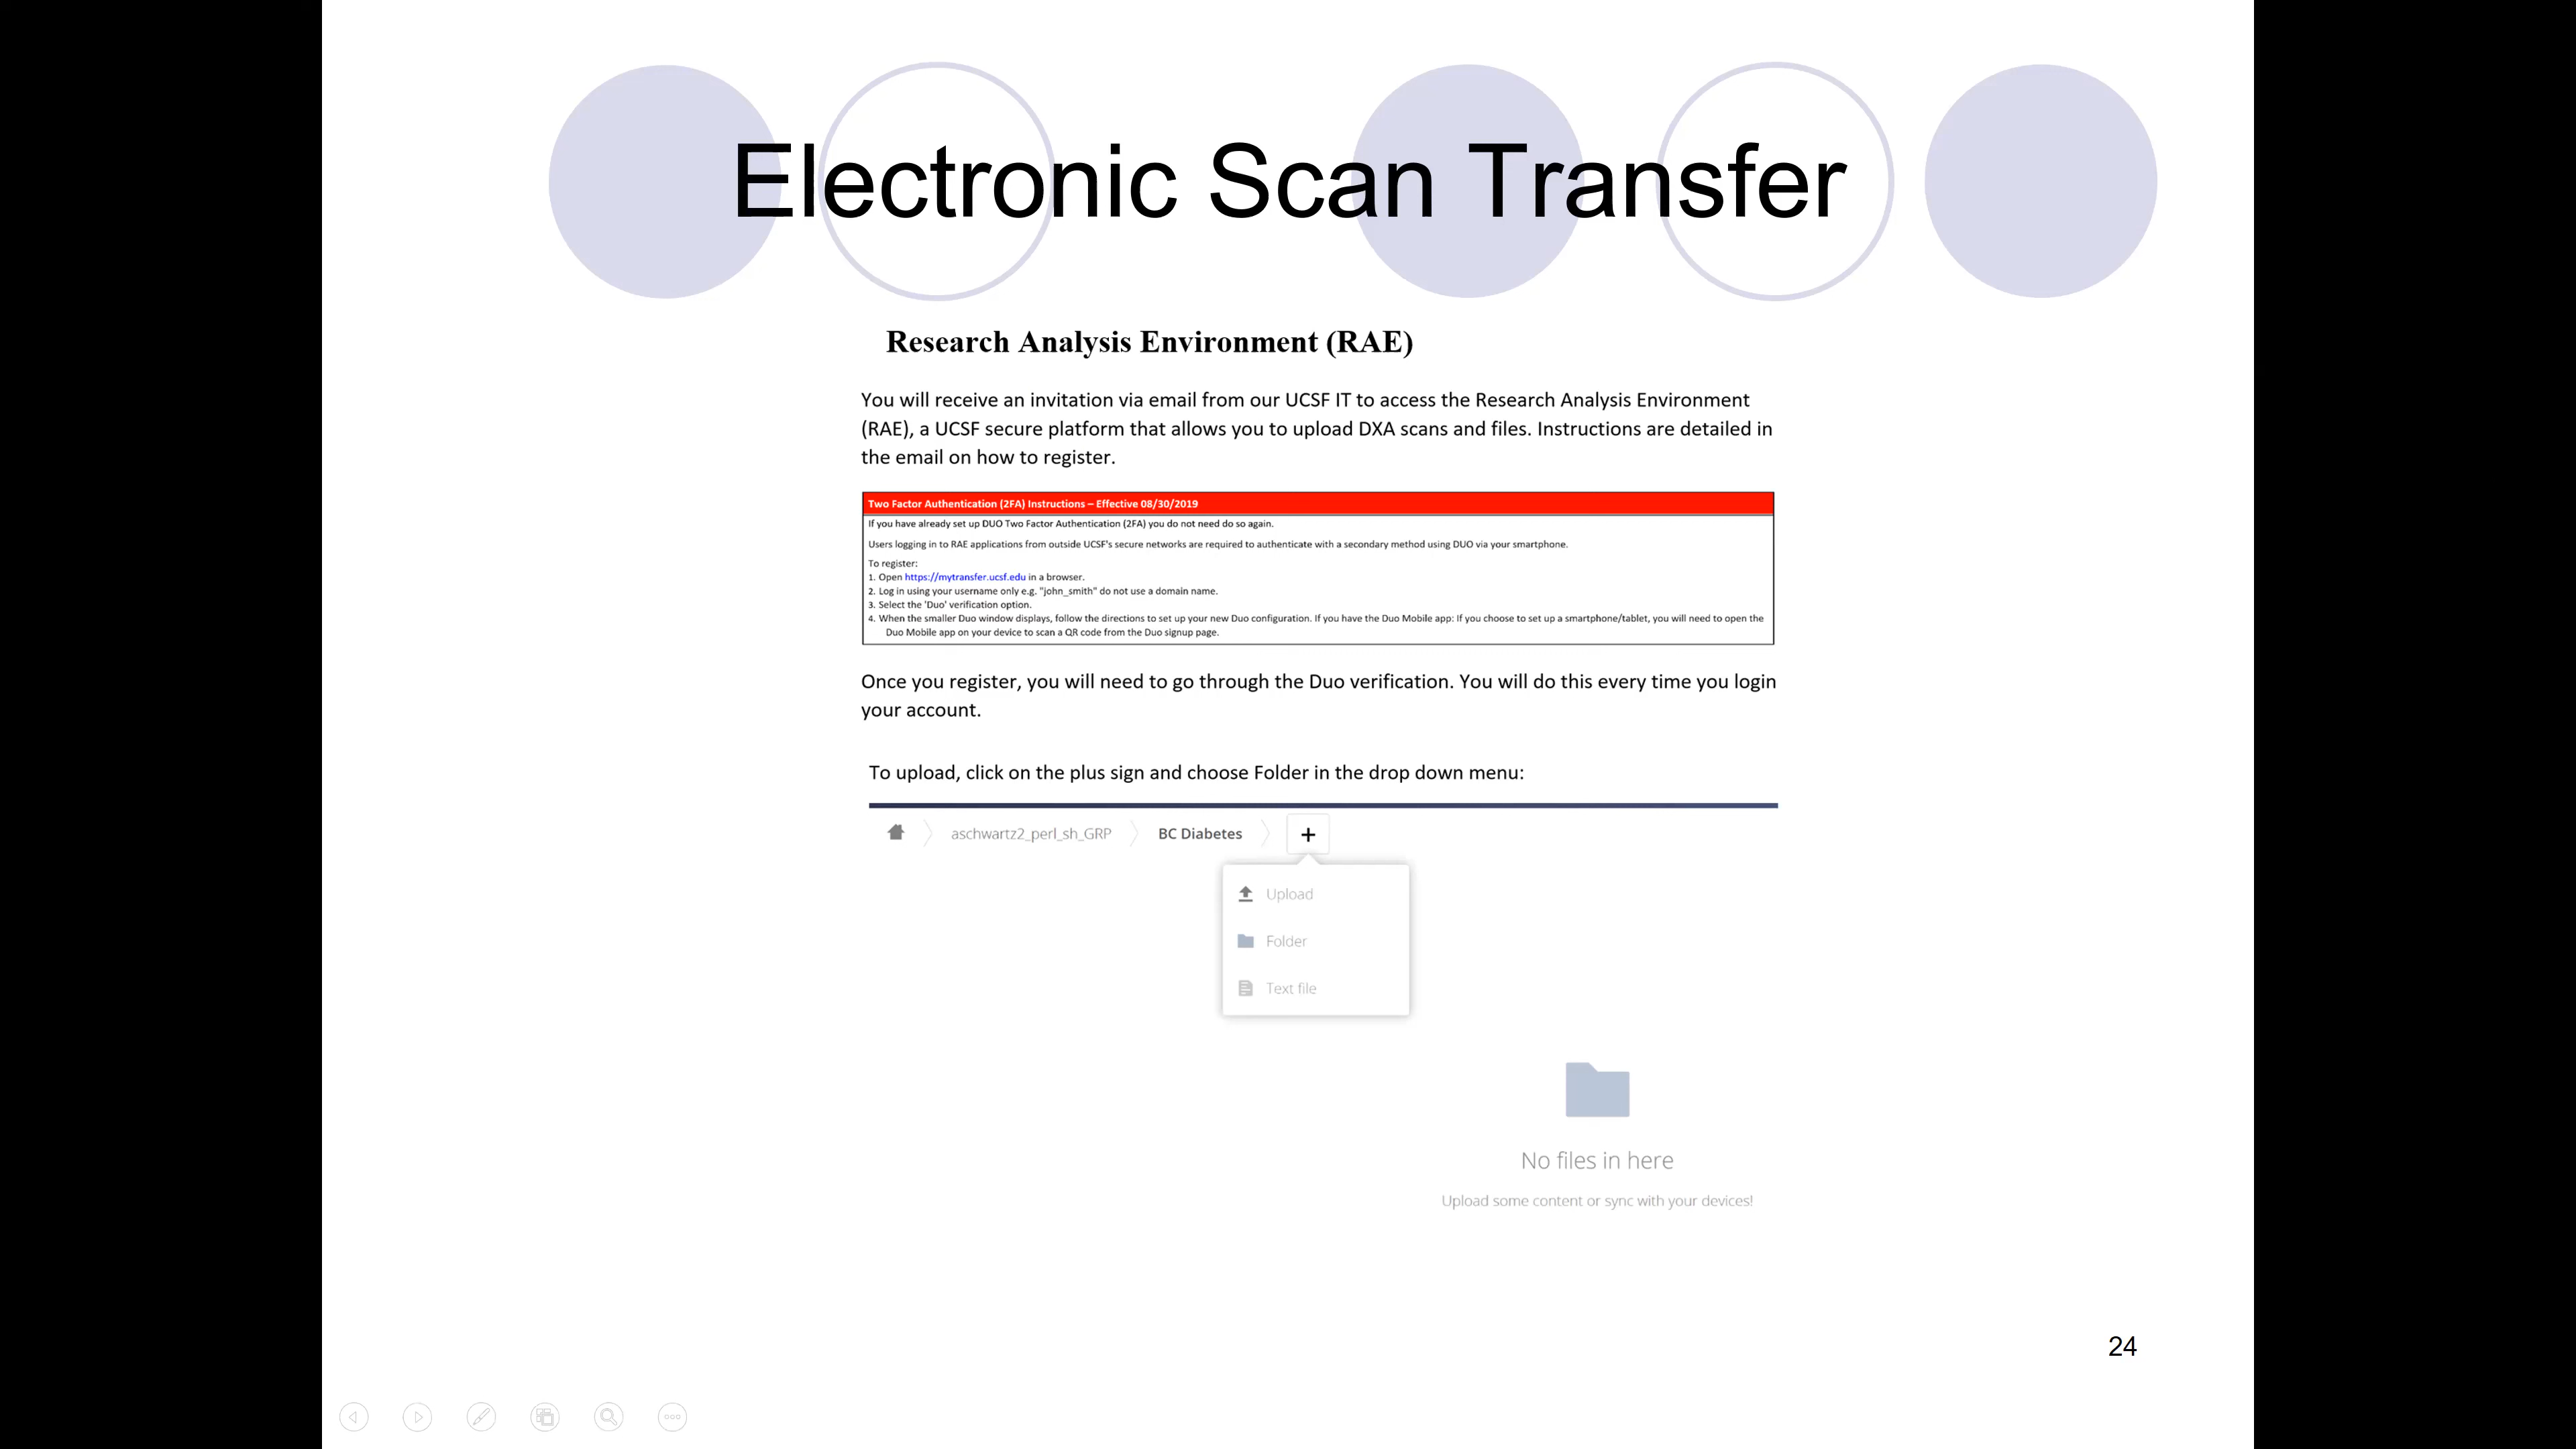 Electronic Scan Transfer
Research Analysis Environment (RAE)
You will receive an invitation via email from our UCSF IT to access the Research Analysis Environment
(RAE), a UCSF secure platform that allows you to upload DXA scans and files. Instructions are detailed in
the email on how to register.
Two Factor Authentication (2FA) Instructions – Effective 08/30/2019
If you have already set up DUO Two Factor Authentication (2FA) you do not need do so again.
Users logging in to RAE applications from outside UCSF's secure networks are required to authenticate with a secondary method using DUO via your smartphone.
To register:
1. Open https://mytransfer.ucsf.edu in a browser.
2. Log in using your username only e.g. "john_smith" do not use a domain name.
3. Select the 'Duo' verification option.
4. When the smaller Duo window displays, follow the directions to set up your new Duo configuration. If you have the Duo Mobile app: If you choose to set up a smartphone/tablet, you will need to open the
Duo Mobile app on your device to scan a QR code from the Duo signup page.
Once you register, you will need to go through the Duo verification. You will do this every time you login
your account.
To upload, click on the plus sign and choose Folder in the drop down menu:
aschwartz2_perl_sh_GRP BC Diabetes +
Upload
Folder
Text file
No files in here
Upload some content or sync with your devices!
24